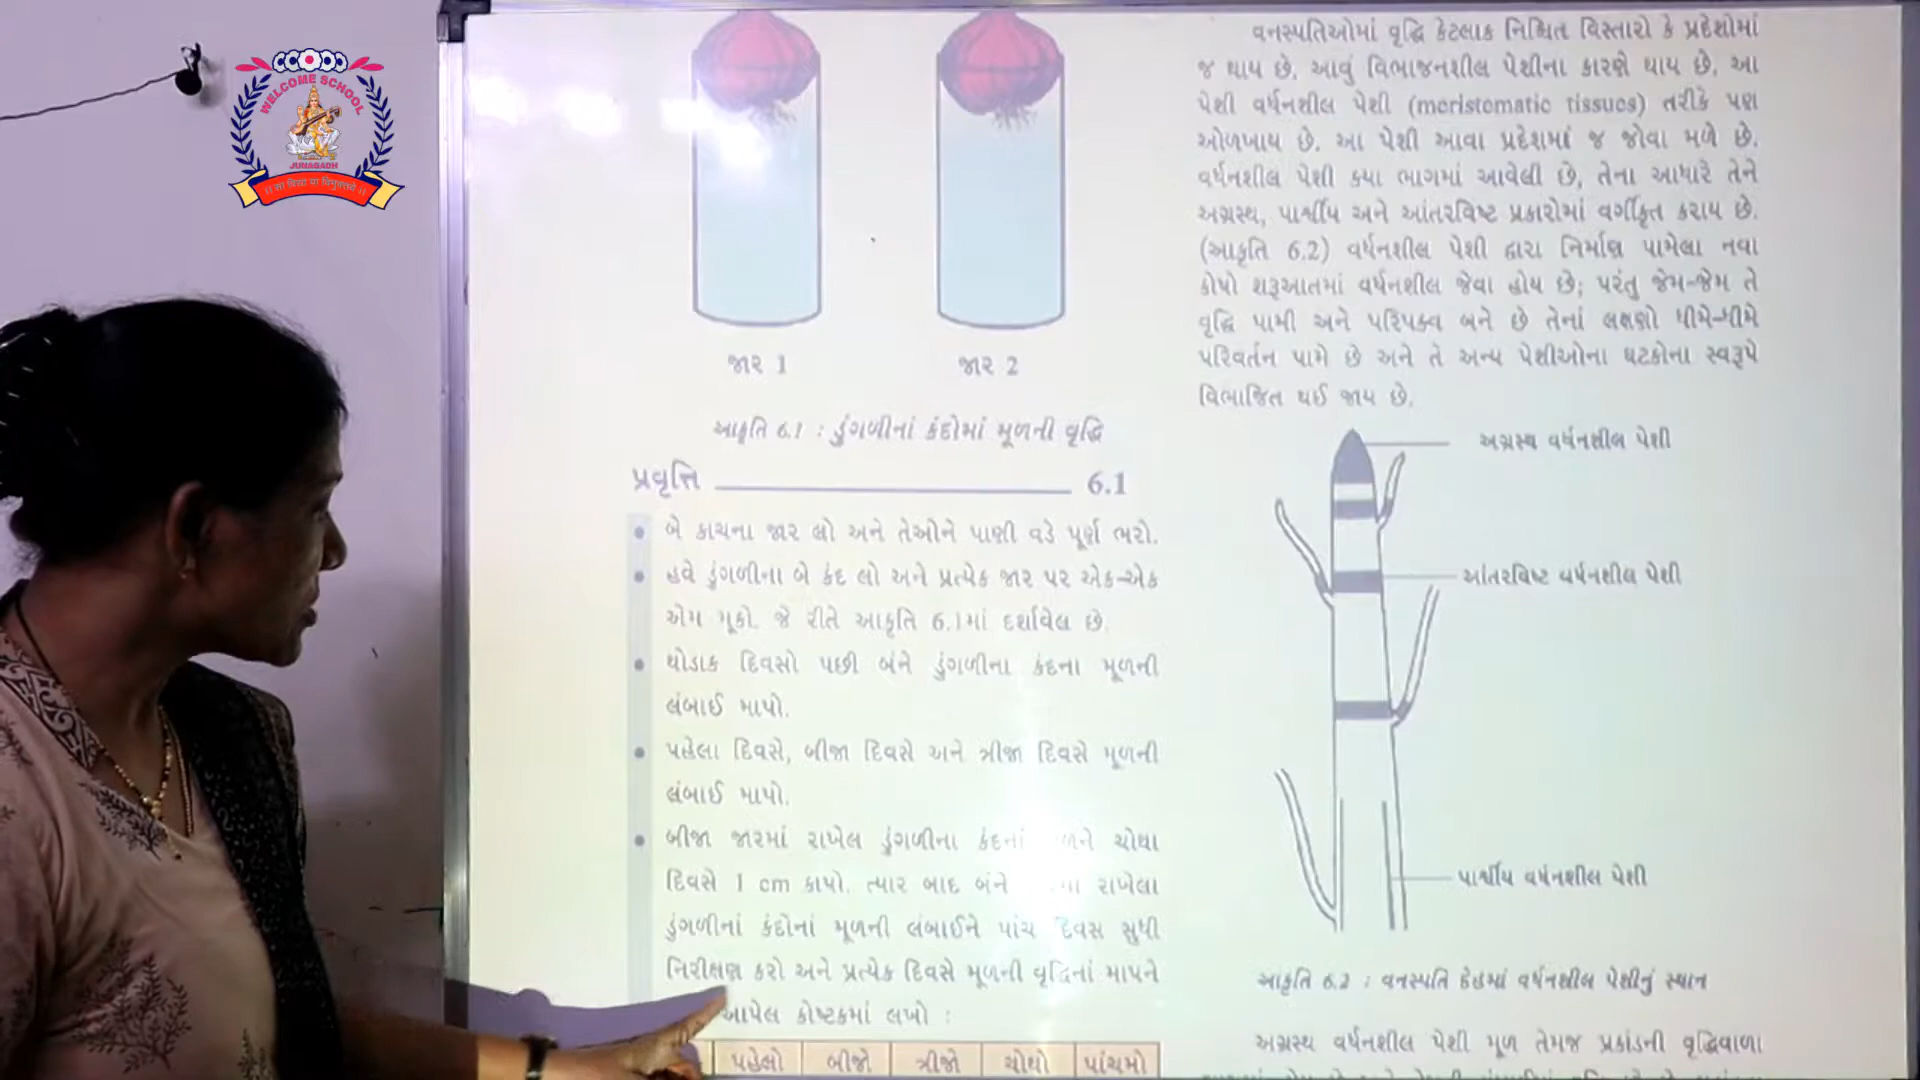 WELCOME SCHOOL
JUNAGADH
જાર 1
જાર 2
આકૃતિ 6.1 : ડુંગળીનાં કંદોમાં મૂળની વૃદ્ધિ
પ્રવૃત્તિ 6.1
• બે કાચના જાર લો અને તેઓને પાણી વડે પૂર્ણ ભરો.
• હવે ડુંગળીના બે કંદ લો અને પ્રત્યેક જાર પર એક-એક
એમ મૂકો. જે રીતે આકૃતિ 6.1માં દર્શાવેલ છે.
• થોડાક દિવસો પછી બંને ડુંગળીના કંદના મૂળની
લંબાઈ માપો.
• પહેલા દિવસે, બીજા દિવસે અને ત્રીજા દિવસે મૂળની
લંબાઈ માપો.
• બીજા જારમાં રાખેલ ડુંગળીના કંદનાં ચોથા
દિવસે 1 cm કાપો. ત્યાર બાદ બંને રાખેલા
ડુંગળીનાં કંદોનાં મૂળની લંબાઈને પાંચ દિવસ સુધી
નિરીક્ષણ કરો અને પ્રત્યેક દિવસે મૂળની વૃદ્ધિનાં માપને
આપેલ કોષ્ટકમાં લખો :
પહેલો બીજો ત્રીજો ચોથો પાંચમો
વનસ્પતિઓમાં વૃદ્ધિ કેટલાક નિશ્ચિત વિસ્તારો કે પ્રદેશોમાં
જ થાય છે. આવું વિભાજનશીલ પેશીના કારણે થાય છે. આ
પેશી વર્ધનશીલ પેશી (meristematic tissues) તરીકે પણ
ઓળખાય છે. આ પેશી આવા પ્રદેશમાં જ જોવા મળે છે.
વર્ધનશીલ પેશી ક્યા ભાગમાં આવેલી છે, તેના આધારે તેને
અગ્રસ્થ, પાર્શ્વીય અને આંતરવિષ્ટ પ્રકારોમાં વર્ગીકૃત કરાય છે.
(આકૃતિ 6.2) વર્ધનશીલ પેશી દ્વારા નિર્માણ પામેલા નવા
કોષો શરૂઆતમાં વર્ધનશીલ જેવા હોય છે; પરંતુ જેમ-જેમ તે
વૃદ્ધિ પામી અને પરિપક્વ બને છે તેનાં લક્ષણો ધીમે-ધીમે
પરિવર્તન પામે છે અને તે અન્ય પેશીઓના ઘટકોના સ્વરૂપે
વિભાજિત થઈ જાય છે.
અગ્રસ્થ વર્ધનશીલ પેશી
આંતરવિષ્ટ વર્ધનશીલ પેશી
પાર્શ્વીય વર્ધનશીલ પેશી
આકૃતિ 6.2 : વનસ્પતિ દેહમાં વર્ધનશીલ પેશીનું સ્થાન
અગ્રસ્થ વર્ધનશીલ પેશી મૂળ તેમજ પ્રકાંડની વૃદ્ધિવાળા